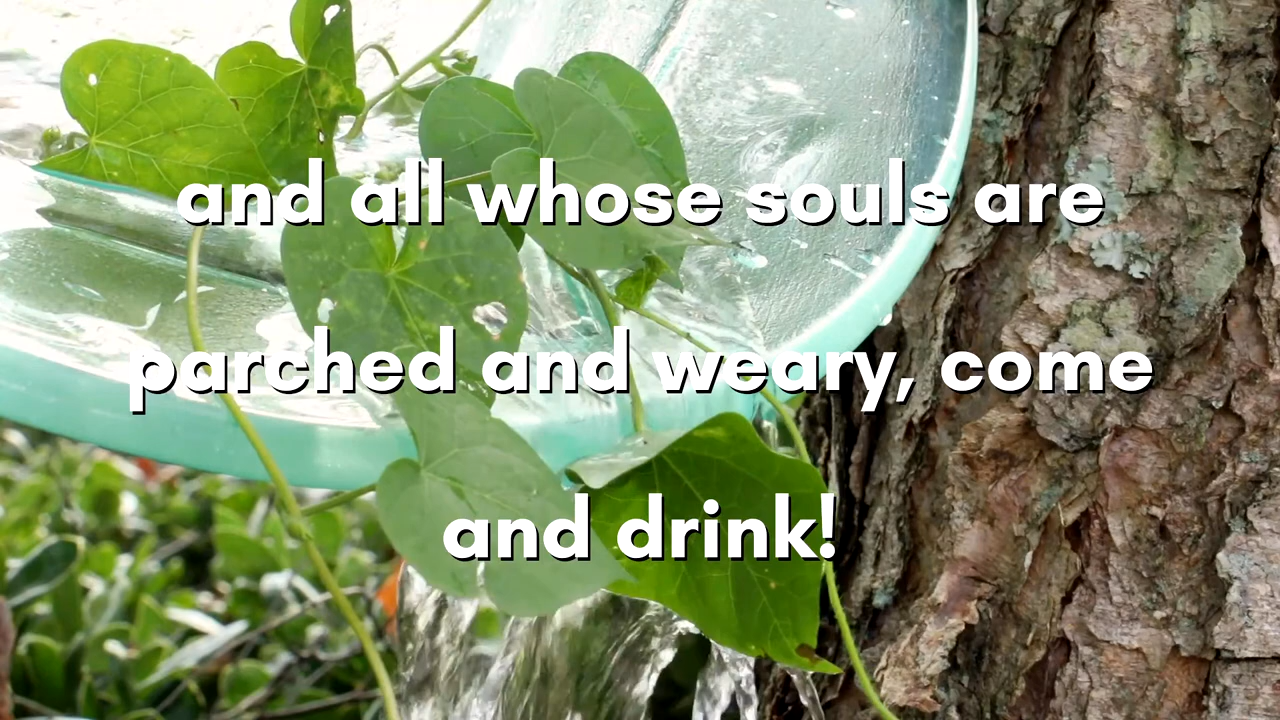 and all whose souls are
parched and weary, come
and drink!